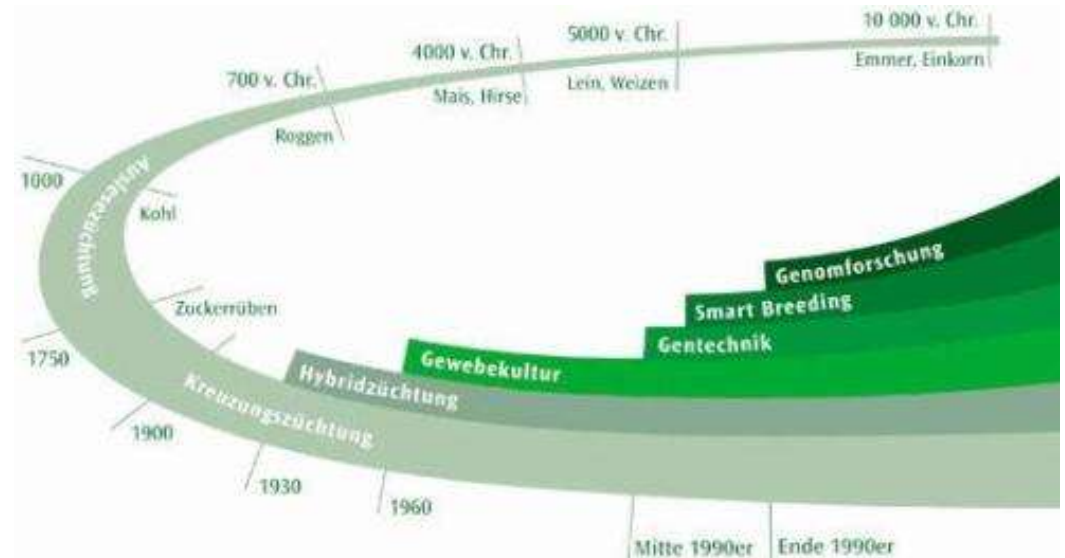 10 000 v. Chr.
Emmer, Einkorn
5000 v. Chr.
Lein, Weizen
4000 v. Chr.
Mais, Hirse
700 v. Chr.
Roggen
1000
Kohl
Auslesezüchtung
Zuckerrüben
1750
Kreuzungszüchtung
1900
Hybridzüchtung
1930
Gewebekultur
1960
Gentechnik
Smart Breeding
Mitte 1990er
Genomforschung
Ende 1990er